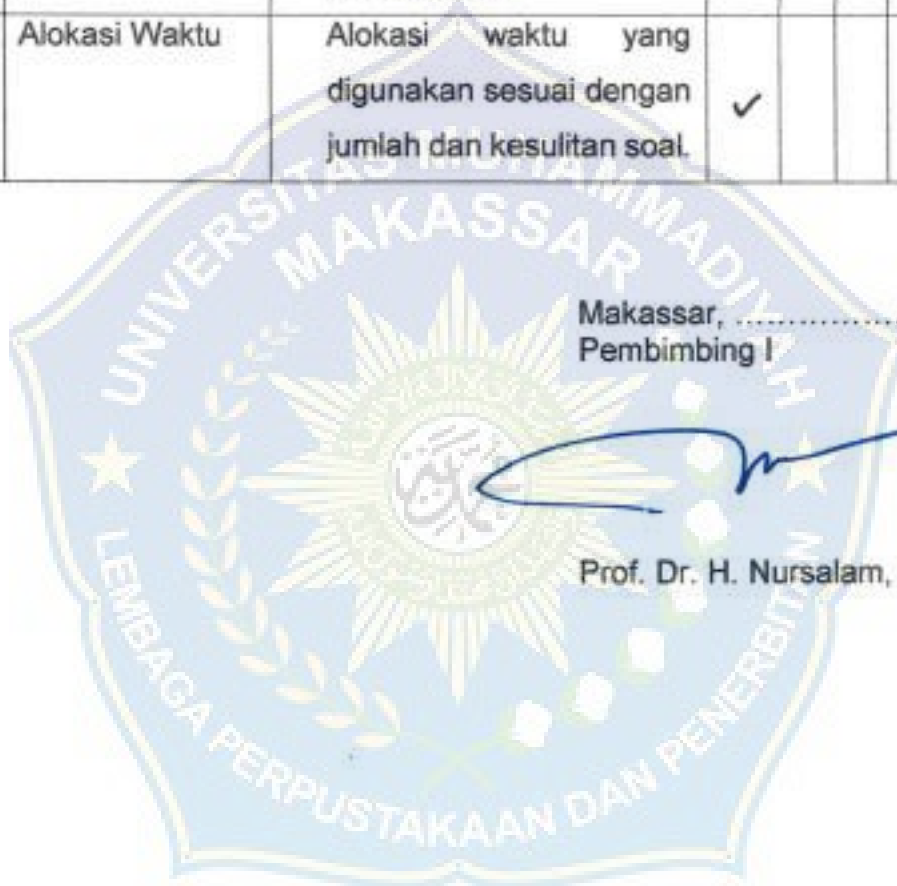 Alokasi Waktu
Alokasi waktu yang
digunakan sesuai dengan
jumlah dan kesulitan soal.
✓
UNIVERSITAS MUHAMMADIYAH
MAKASSAR
Makassar, ................
Pembimbing I
Prof. Dr. H. Nursalam,
LEMBAGA PERPUSTAKAAN DAN PENERBITAN